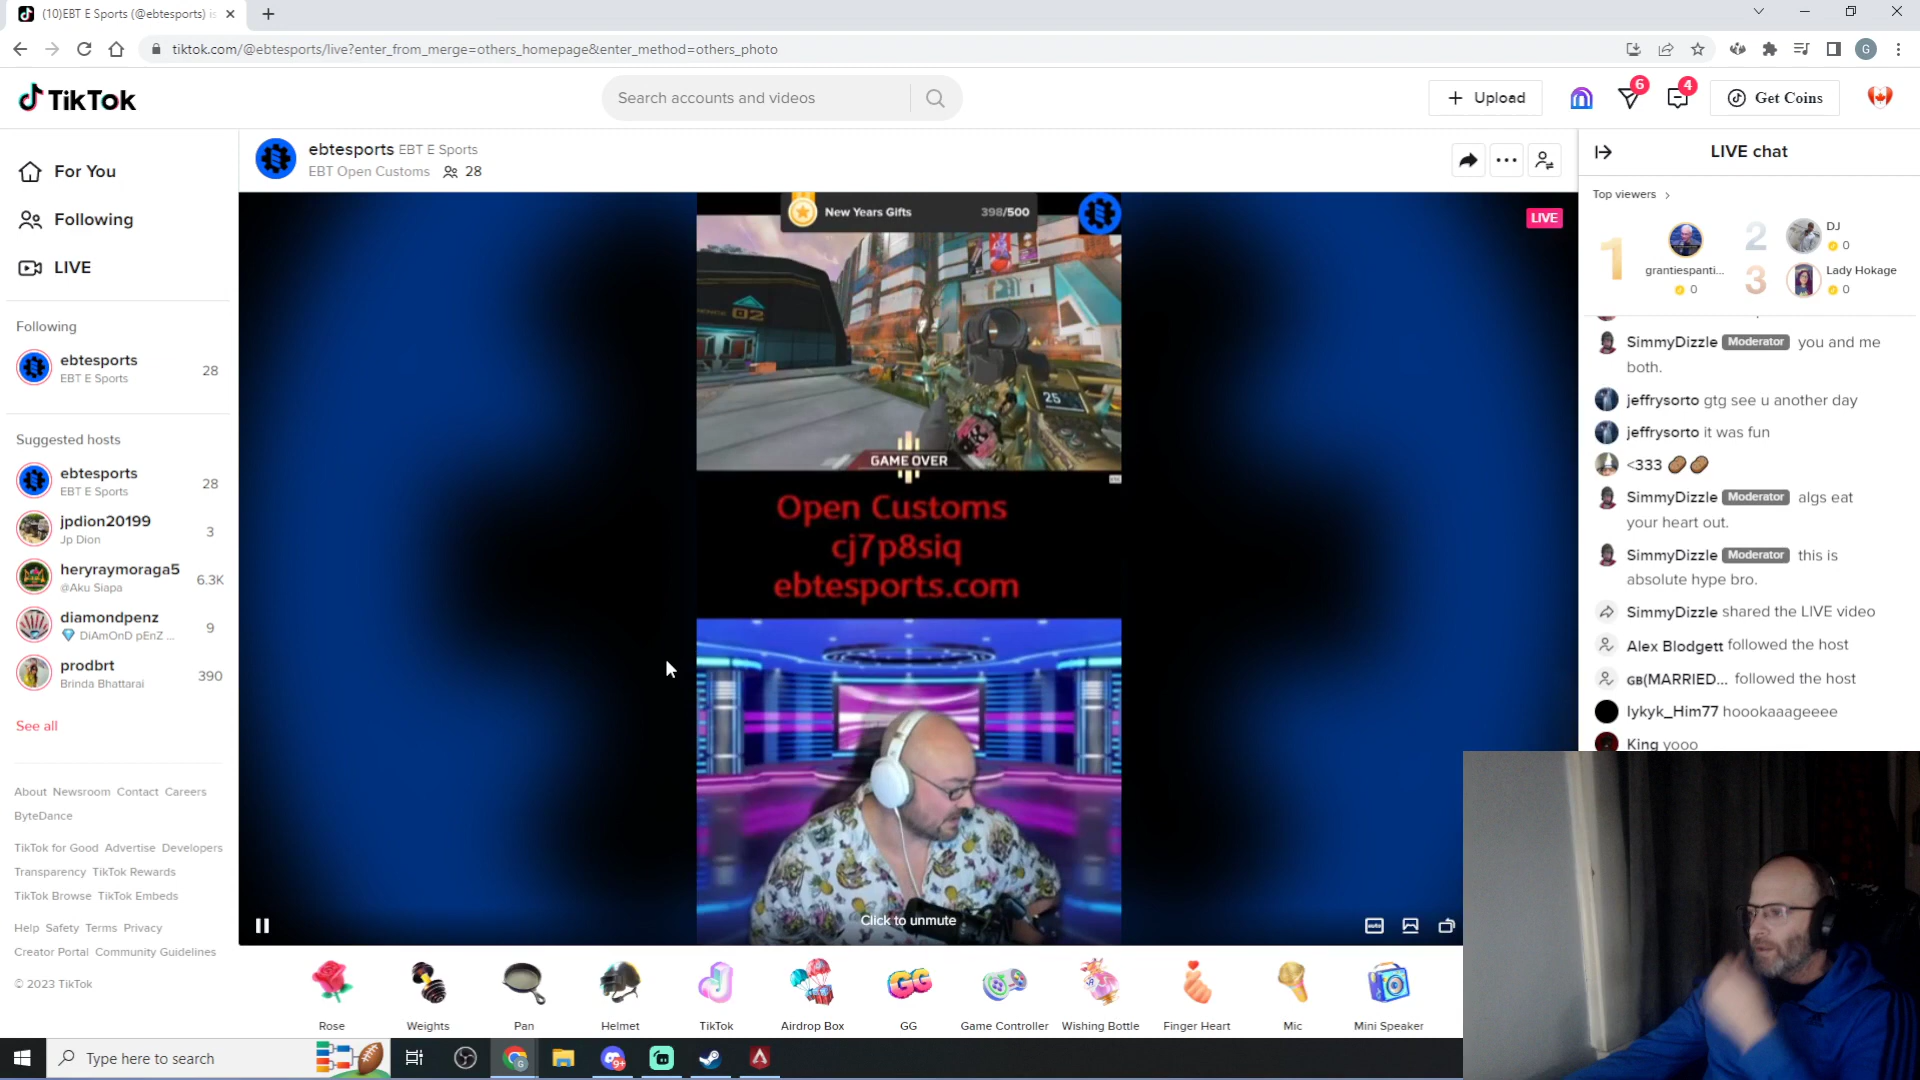 (10)EBT E Sports (@ebtesports) is
tiktok.com/@ebtesports/live?enter_from_merge=others_homepage&enter_method=others_photo
G
TikTok
Search accounts and videos
Upload
6
4
Get Coins
For You
Following
LIVE
Following
ebtesports
EBT E Sports
28
Suggested hosts
ebtesports
EBT E Sports
28
jpdion20199
Jp Dion
3
heryraymoraga5
@Aku Siapa
6.3K
diamondpenz
💎 DiAmOnD pEnZ ...
9
prodbrt
Brinda Bhattarai
390
See all
About Newsroom Contact Careers
ByteDance
TikTok for Good Advertise Developers
Transparency TikTok Rewards
TikTok Browse TikTok Embeds
Help Safety Terms Privacy
Creator Portal Community Guidelines
© 2023 TikTok
ebtesports EBT E Sports
EBT Open Customs 28
New Years Gifts 398/500
LIVE
02
25
GAME OVER
Open Customs
cj7p8siq
ebtesports.com
Click to unmute
Rose
Weights
Pan
Helmet
TikTok
Airdrop Box
GG
GG
Game Controller
Wishing Bottle
Finger Heart
Mic
Mini Speaker
LIVE chat
Top viewers
1
grantiespanti...
0
2
DJ
0
3
Lady Hokage
0
SimmyDizzle Moderator you and me
both.
jeffrysorto gtg see u another day
jeffrysorto it was fun
<333 🥔🥔
SimmyDizzle Moderator algs eat
your heart out.
SimmyDizzle Moderator this is
absolute hype bro.
SimmyDizzle shared the LIVE video
Alex Blodgett followed the host
GB(MARRIED... followed the host
lykyk_Him77 hoookaaageeee
King yooo
Type here to search
9+